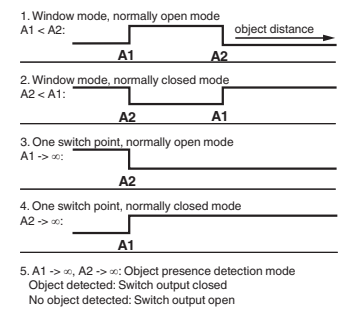 1. Window mode, normally open mode
A1 < A2:
object distance
A1 A2
2. Window mode, normally closed mode
A2 < A1:
A2 A1
3. One switch point, normally open mode
A1 -> ∞:
A2
4. One switch point, normally closed mode
A2 -> ∞:
A1
5. A1 -> ∞, A2 -> ∞: Object presence detection mode
Object detected: Switch output closed
No object detected: Switch output open